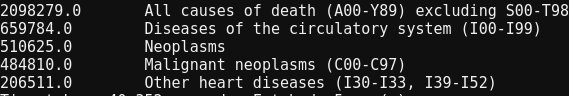 2098279.0 All causes of death (A00-Y89) excluding S00-T98
659784.0 Diseases of the circulatory system (I00-I99)
510625.0 Neoplasms
484810.0 Malignant neoplasms (C00-C97)
206511.0 Other heart diseases (I30-I33, I39-I52)